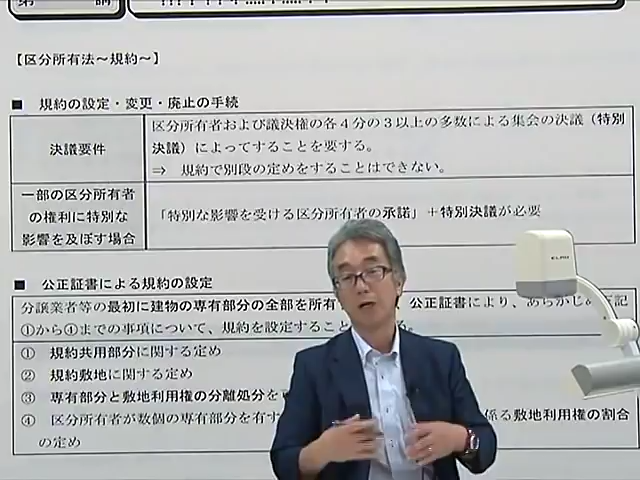 第 講
【区分所有法～規約～】
■ 規約の設定・変更・廃止の手続
決議要件
区分所有者および議決権の各４分の３以上の多数による集会の決議（特別
決議）によってすることを要する。
⇒ 規約で別段の定めをすることはできない。
一部の区分所有者
の権利に特別な
影響を及ぼす場合
「特別な影響を受ける区分所有者の承諾」＋特別決議が必要
■ 公正証書による規約の設定
分譲業者等の最初に建物の専有部分の全部を所有 公正証書により、あらかじめ 記
①から④までの事項について、規約を設定すること る。
① 規約共用部分に関する定め
② 規約敷地に関する定め
③ 専有部分と敷地利用権の分離処分を
④ 区分所有者が数個の専有部分を有す 係る敷地利用権の割合
の定め
ELMO